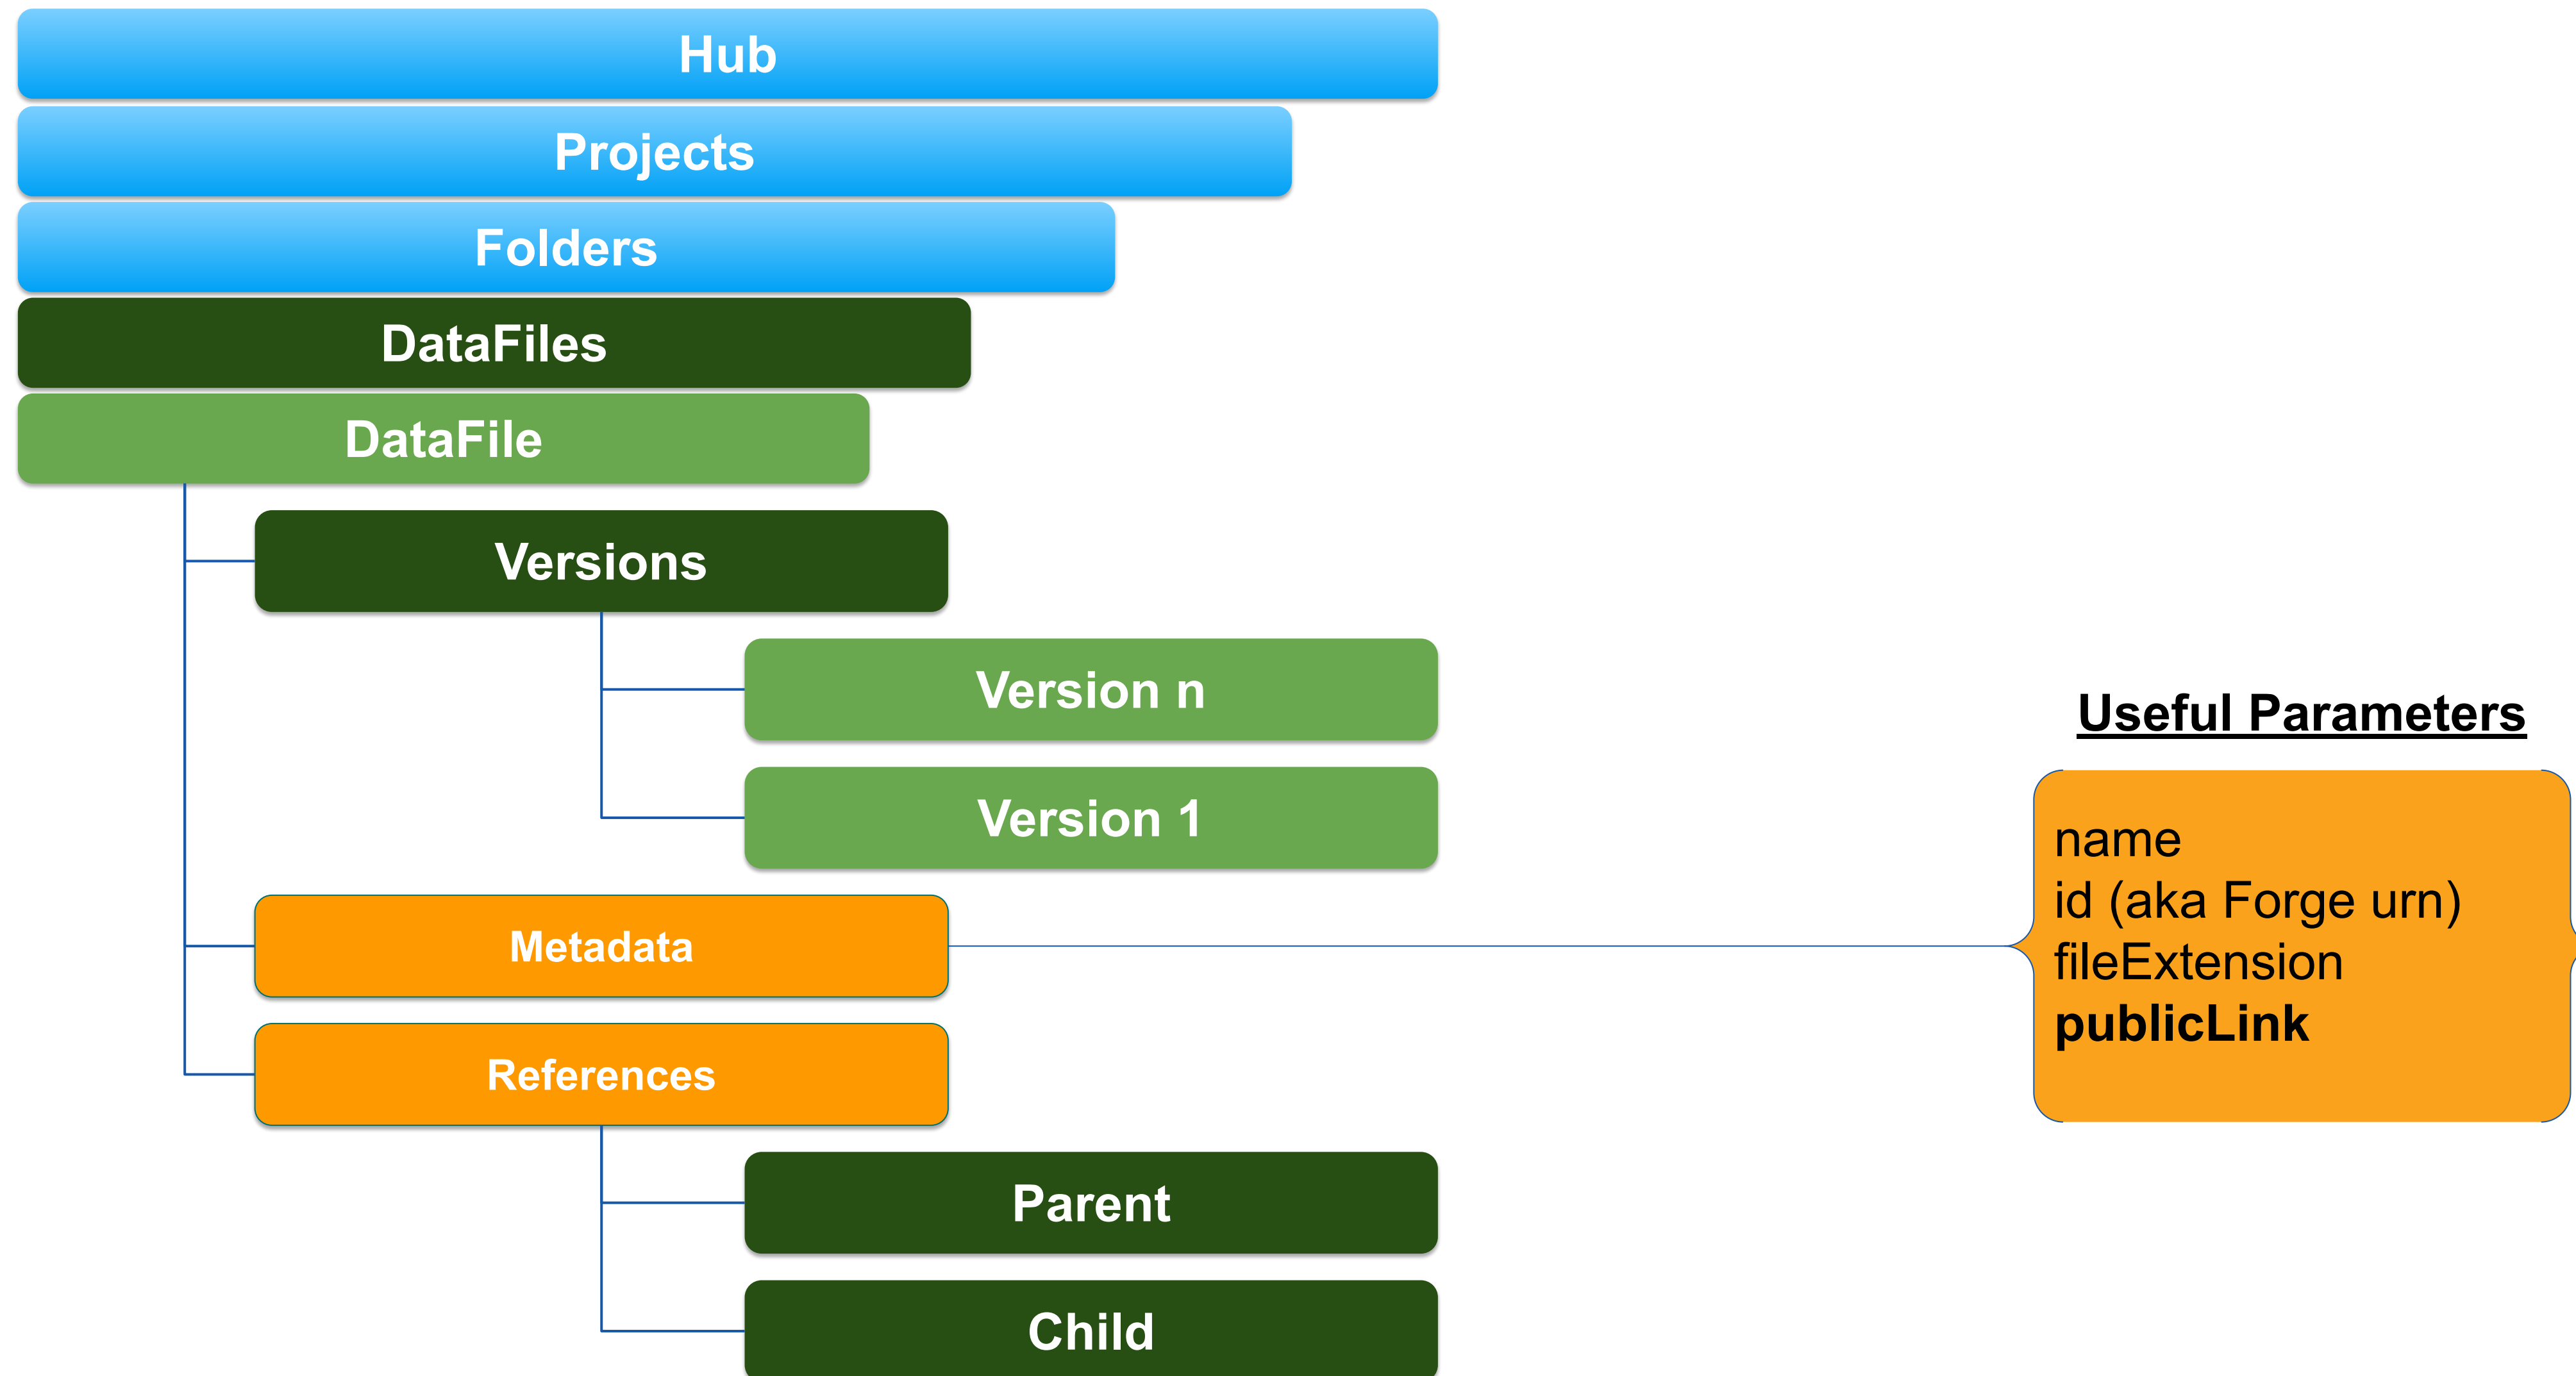 Hub
Projects
Folders
DataFiles
DataFile
Versions
Version n
Version 1
Metadata
References
Parent
Child
Useful Parameters
name
id (aka Forge urn)
fileExtension
publicLink